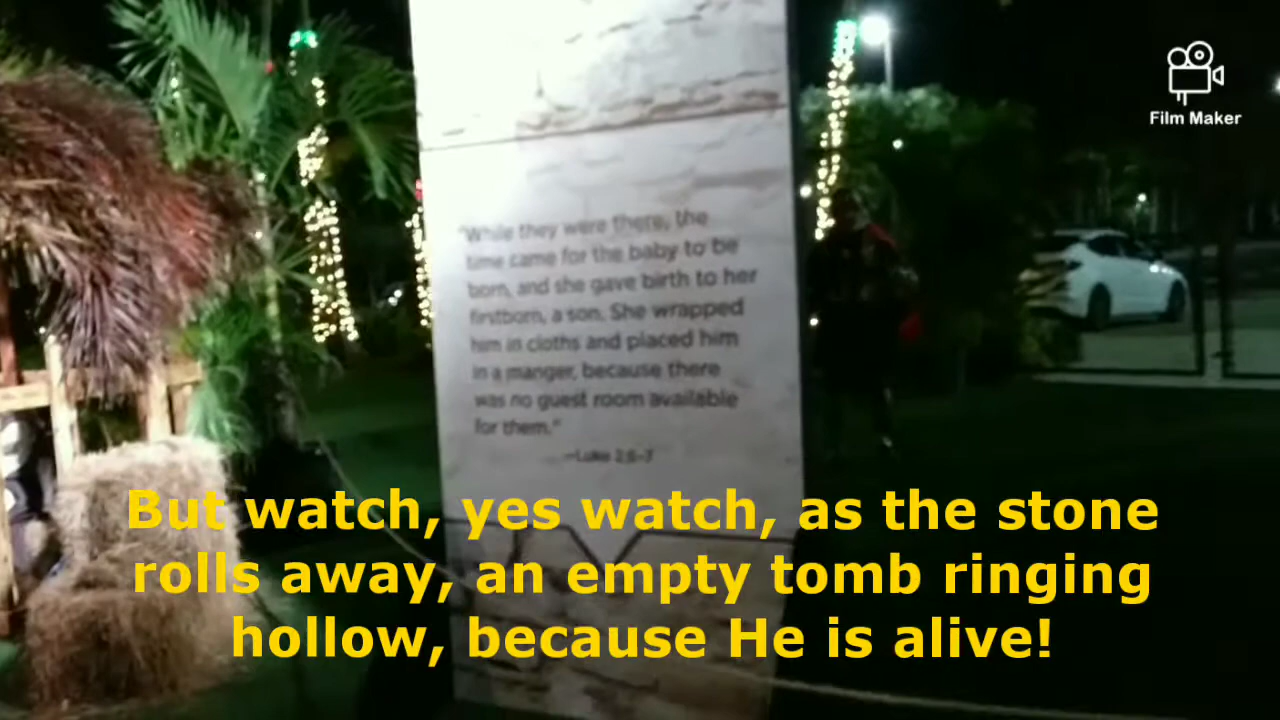 Film Maker
"While they were there, the
time came for the baby to be
born, and she gave birth to her
firstborn, a son. She wrapped
him in cloths and placed him
in a manger, because there
was no guest room available
for them."
—Luke 2:6-7
But watch, yes watch, as the stone
rolls away, an empty tomb ringing
hollow, because He is alive!